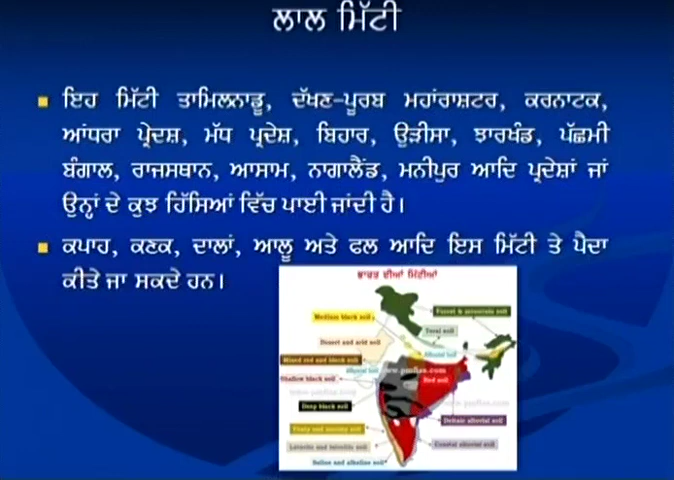 ਲਾਲ ਮਿੱਟੀ
ਇਹ ਮਿੱਟੀ ਤਾਮਿਲਨਾਡੂ, ਦੱਖਣ-ਪੂਰਬ ਮਹਾਂਰਾਸ਼ਟਰ, ਕਰਨਾਟਕ,
ਆਂਧਰਾ ਪ੍ਰੇਦਸ਼, ਮੱਧ ਪ੍ਰਦੇਸ਼, ਬਿਹਾਰ, ਉੜੀਸਾ, ਝਾਰਖੰਡ, ਪੱਛਮੀ
ਬੰਗਾਲ, ਰਾਜਸਥਾਨ, ਆਸਾਮ, ਨਾਗਾਲੈਂਡ, ਮਨੀਪੁਰ ਆਦਿ ਪ੍ਰਦੇਸ਼ਾਂ ਜਾਂ
ਉਨ੍ਹਾਂ ਦੇ ਕੁਝ ਹਿੱਸਿਆਂ ਵਿੱਚ ਪਾਈ ਜਾਂਦੀ ਹੈ।
ਕਪਾਹ, ਕਣਕ, ਦਾਲਾਂ, ਆਲੂ ਅਤੇ ਫਲ ਆਦਿ ਇਸ ਮਿੱਟੀ ਤੇ ਪੈਦਾ
ਕੀਤੇ ਜਾ ਸਕਦੇ ਹਨ।
ਭਾਰਤ ਦੀਆਂ ਮਿੱਟੀਆਂ
Forest & mountain soil
Medium black soil
Terai soil
Desert and arid soil
Alluvial soil
Mixed red and black soil
Shallow black soil
Red soil
Deep black soil
Deltaic alluvial soil
Coastal alluvial soil
Laterite and lateritic soil
Saline and alkaline soil